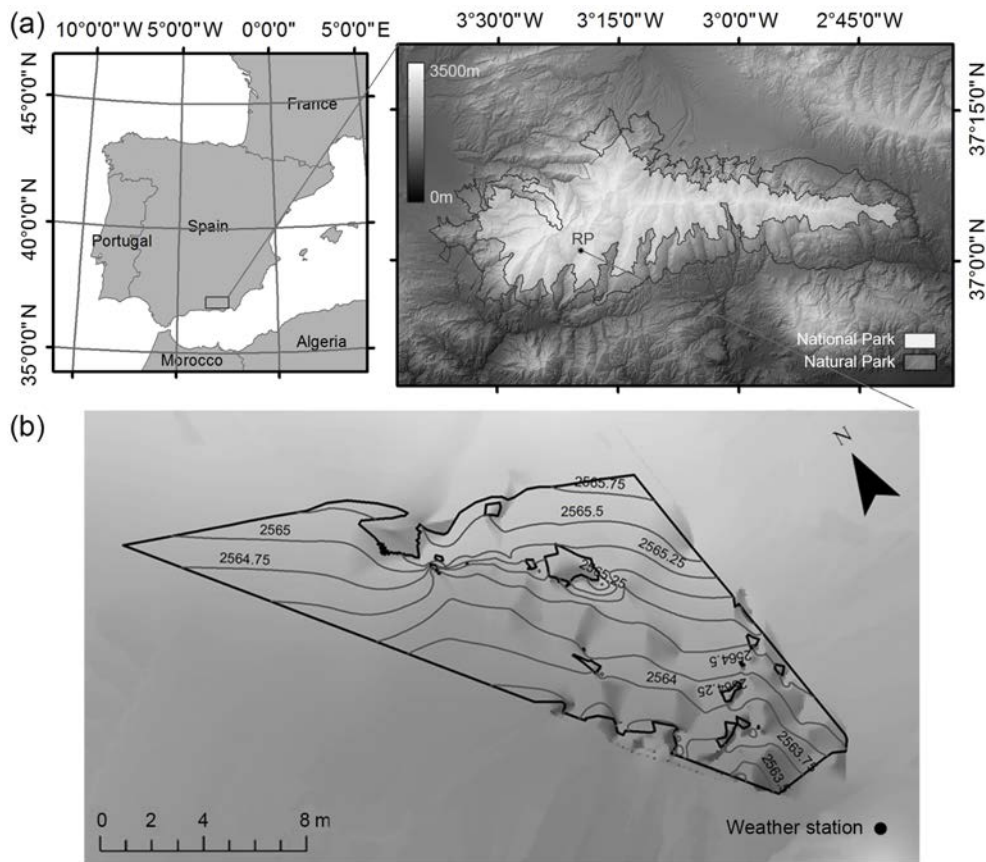 (a)
10°0'0"W 5°0'0"W 0°0'0" 5°0'0"E
3°30'0"W 3°15'0"W 3°0'0"W 2°45'0"W
45°0'0"N
40°0'0"N
35°0'0"N
France
Spain
Portugal
Algeria
Morocco
3500m
0m
RP
37°15'0"N
37°0'0"N
National Park
Natural Park
(b)
N
2565.75
2565.5
2565
2565.25
2564.75
2565.25
2564.5
2564
2564.25
2563.75
2563.5
0 2 4 8 m
Weather station